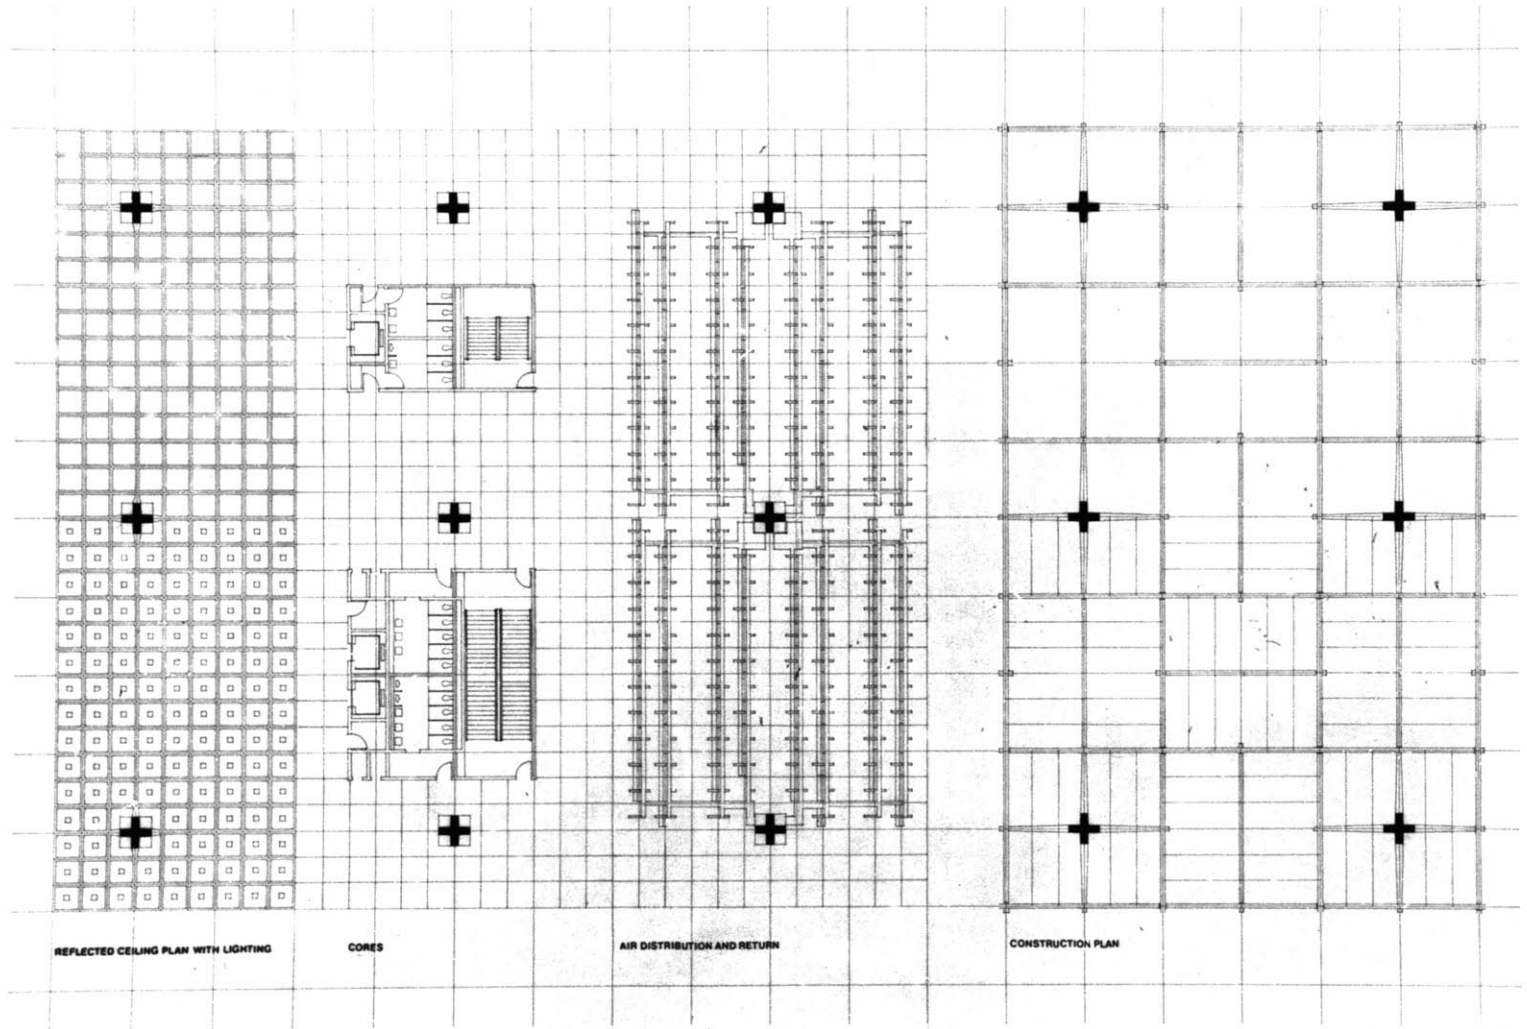 REFLECTED CEILING PLAN WITH LIGHTING
CORES
AIR DISTRIBUTION AND RETURN
CONSTRUCTION PLAN